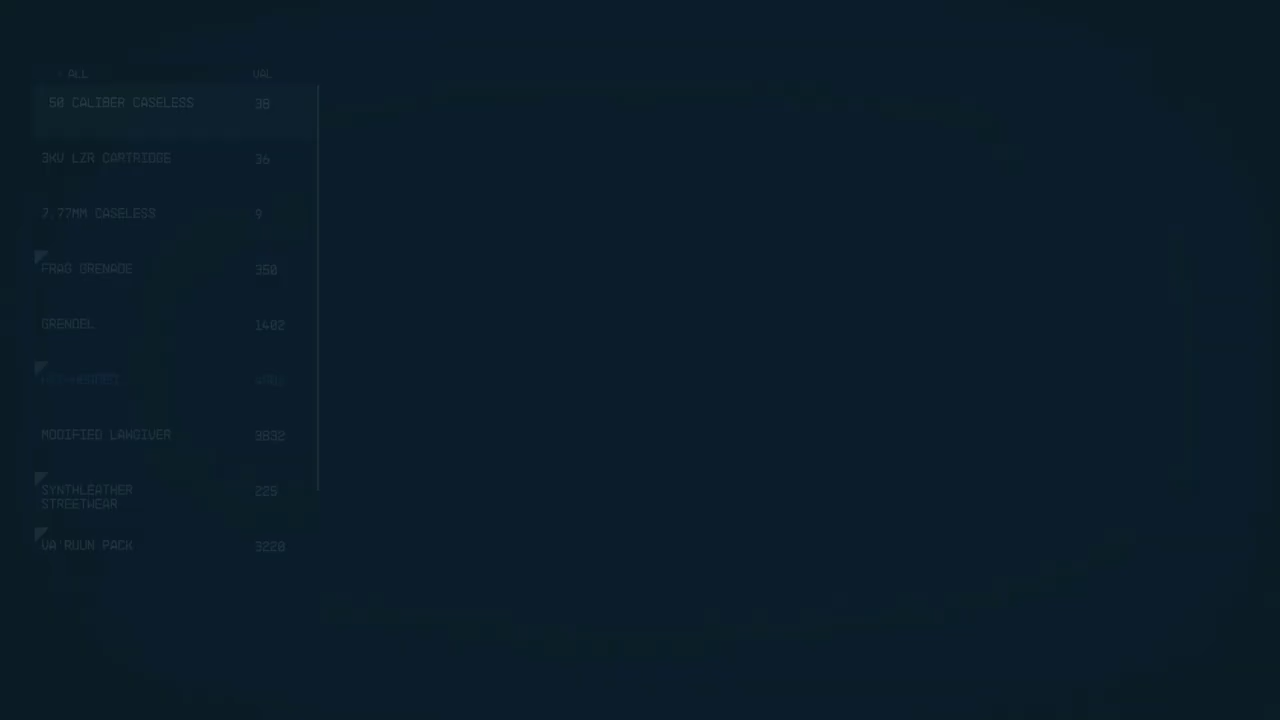 ALL VAL
50 CALIBER CASELESS 38
3KV LZR CARTRIDGE 36
7.77MM CASELESS 9
FRAG GRENADE 350
GRENDEL 1402
MODIFIED LAWGIVER 3832
SYNTHLEATHER 225
STREETWEAR
VA'RUUN PACK 3220